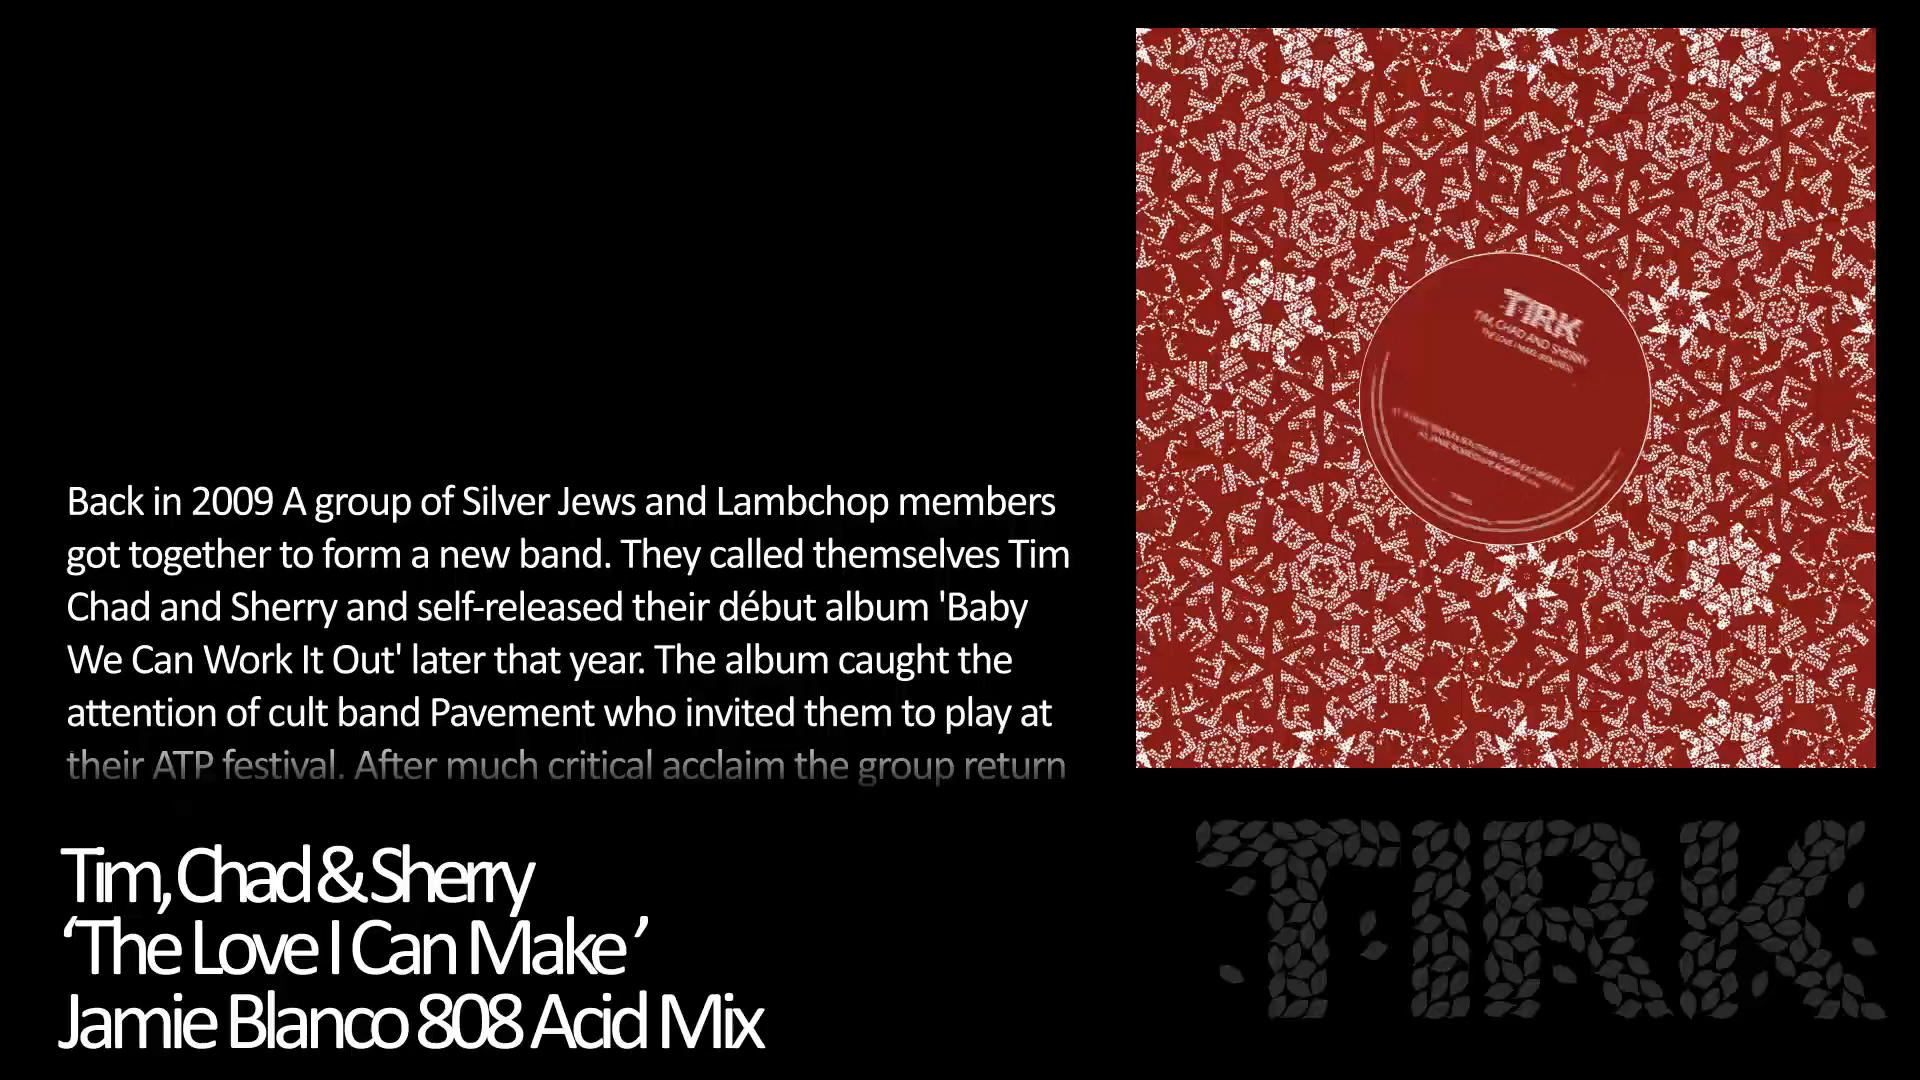 Back in 2009 A group of Silver Jews and Lambchop members
got together to form a new band. They called themselves Tim
Chad and Sherry and self-released their début album 'Baby
We Can Work It Out' later that year. The album caught the
attention of cult band Pavement who invited them to play at
their ATP festival. After much critical acclaim the group return
TIRK
TIM, CHAD AND SHERRY
Tim, Chad & Sherry
‘The Love I Can Make’
Jamie Blanco 808 Acid Mix
TIRK